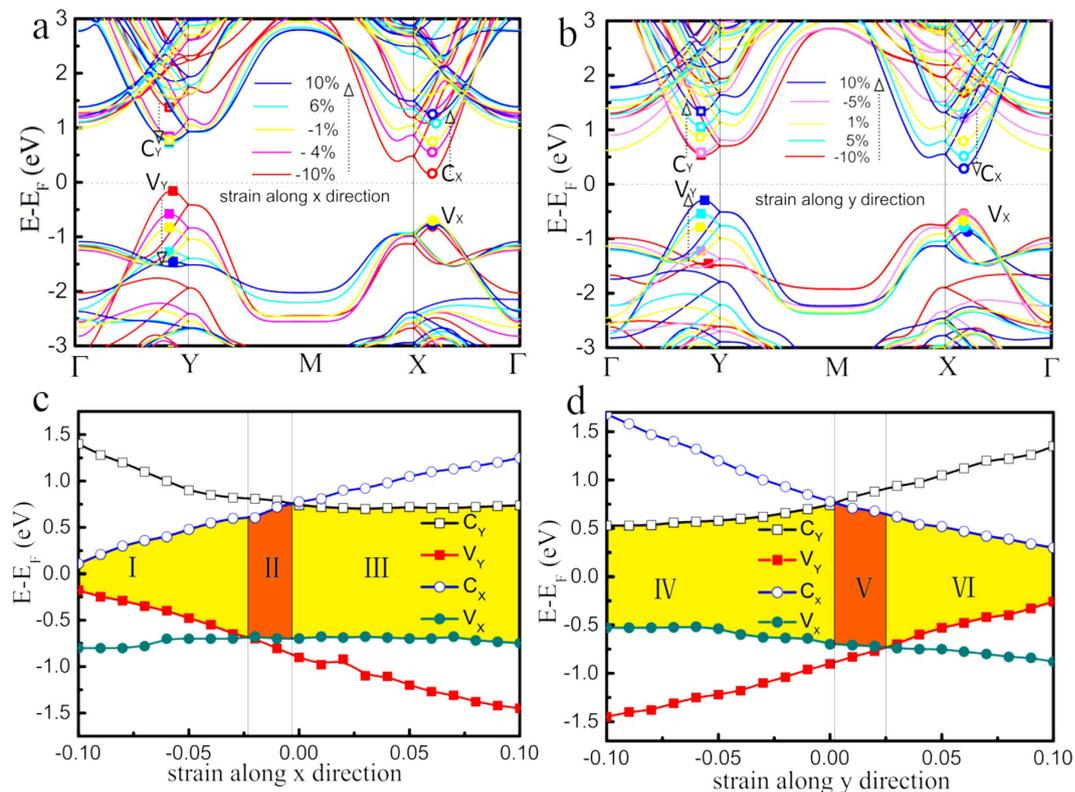 a
3
2
1
0
-1
-2
-3
E-E_F (eV)
10%
6%
-1%
- 4%
-10%
strain along x direction
C_Y
V_Y
C_X
V_X
Γ Y M X Γ
b
3
2
1
0
-1
-2
-3
E-E_F (eV)
10%
-5%
1%
5%
-10%
strain along y direction
C_Y
V_Y
C_X
V_X
Γ Y M X Γ
c
1.5
1.0
0.5
0.0
-0.5
-1.0
-1.5
E-E_F (eV)
I II III
C_Y
V_Y
C_X
V_X
-0.10 -0.05 0.00 0.05 0.10
strain along x direction
d
1.5
1.0
0.5
0.0
-0.5
-1.0
-1.5
E-E_F (eV)
IV V VI
C_Y
V_Y
C_X
V_X
-0.10 -0.05 0.00 0.05 0.10
strain along y direction